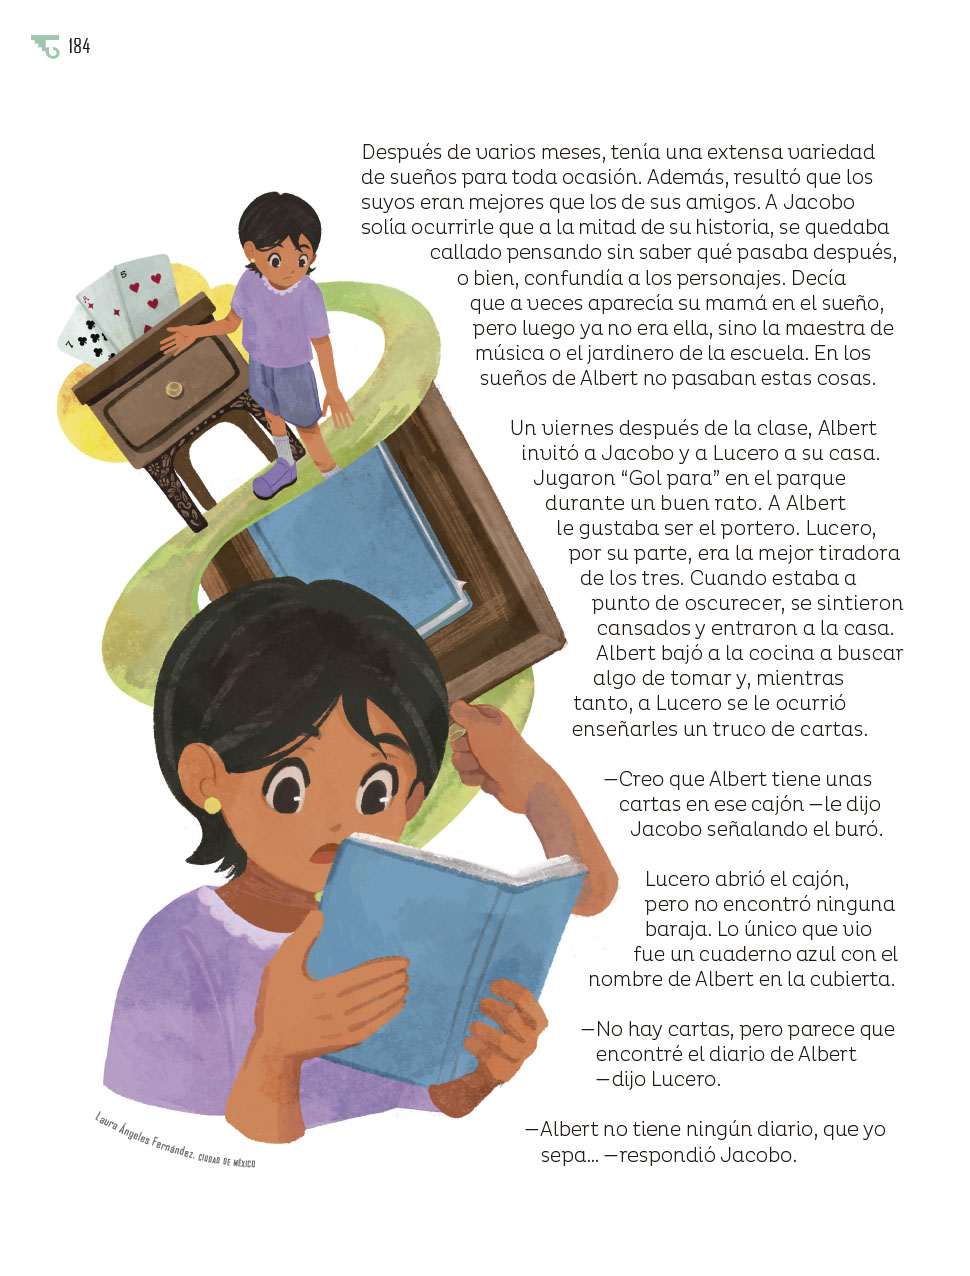 184
Después de varios meses, tenía una extensa variedad
de sueños para toda ocasión. Además, resultó que los
suyos eran mejores que los de sus amigos. A Jacobo
solía ocurrirle que a la mitad de su historia, se quedaba
callado pensando sin saber qué pasaba después,
o bien, confundía a los personajes. Decía
que a veces aparecía su mamá en el sueño,
pero luego ya no era ella, sino la maestra de
música o el jardinero de la escuela. En los
sueños de Albert no pasaban estas cosas.
Un viernes después de la clase, Albert
invitó a Jacobo y a Lucero a su casa.
Jugaron “Gol para” en el parque
durante un buen rato. A Albert
le gustaba ser el portero. Lucero,
por su parte, era la mejor tiradora
de los tres. Cuando estaba a
punto de oscurecer, se sintieron
cansados y entraron a la casa.
Albert bajó a la cocina a buscar
algo de tomar y, mientras
tanto, a Lucero se le ocurrió
enseñarles un truco de cartas.
—Creo que Albert tiene unas
cartas en ese cajón —le dijo
Jacobo señalando el buró.
Lucero abrió el cajón,
pero no encontró ninguna
baraja. Lo único que vio
fue un cuaderno azul con el
nombre de Albert en la cubierta.
—No hay cartas, pero parece que
encontré el diario de Albert
—dijo Lucero.
—Albert no tiene ningún diario, que yo
sepa... —respondió Jacobo.
Laura Ángeles Fernández, CIUDAD DE MÉXICO
7
A
5